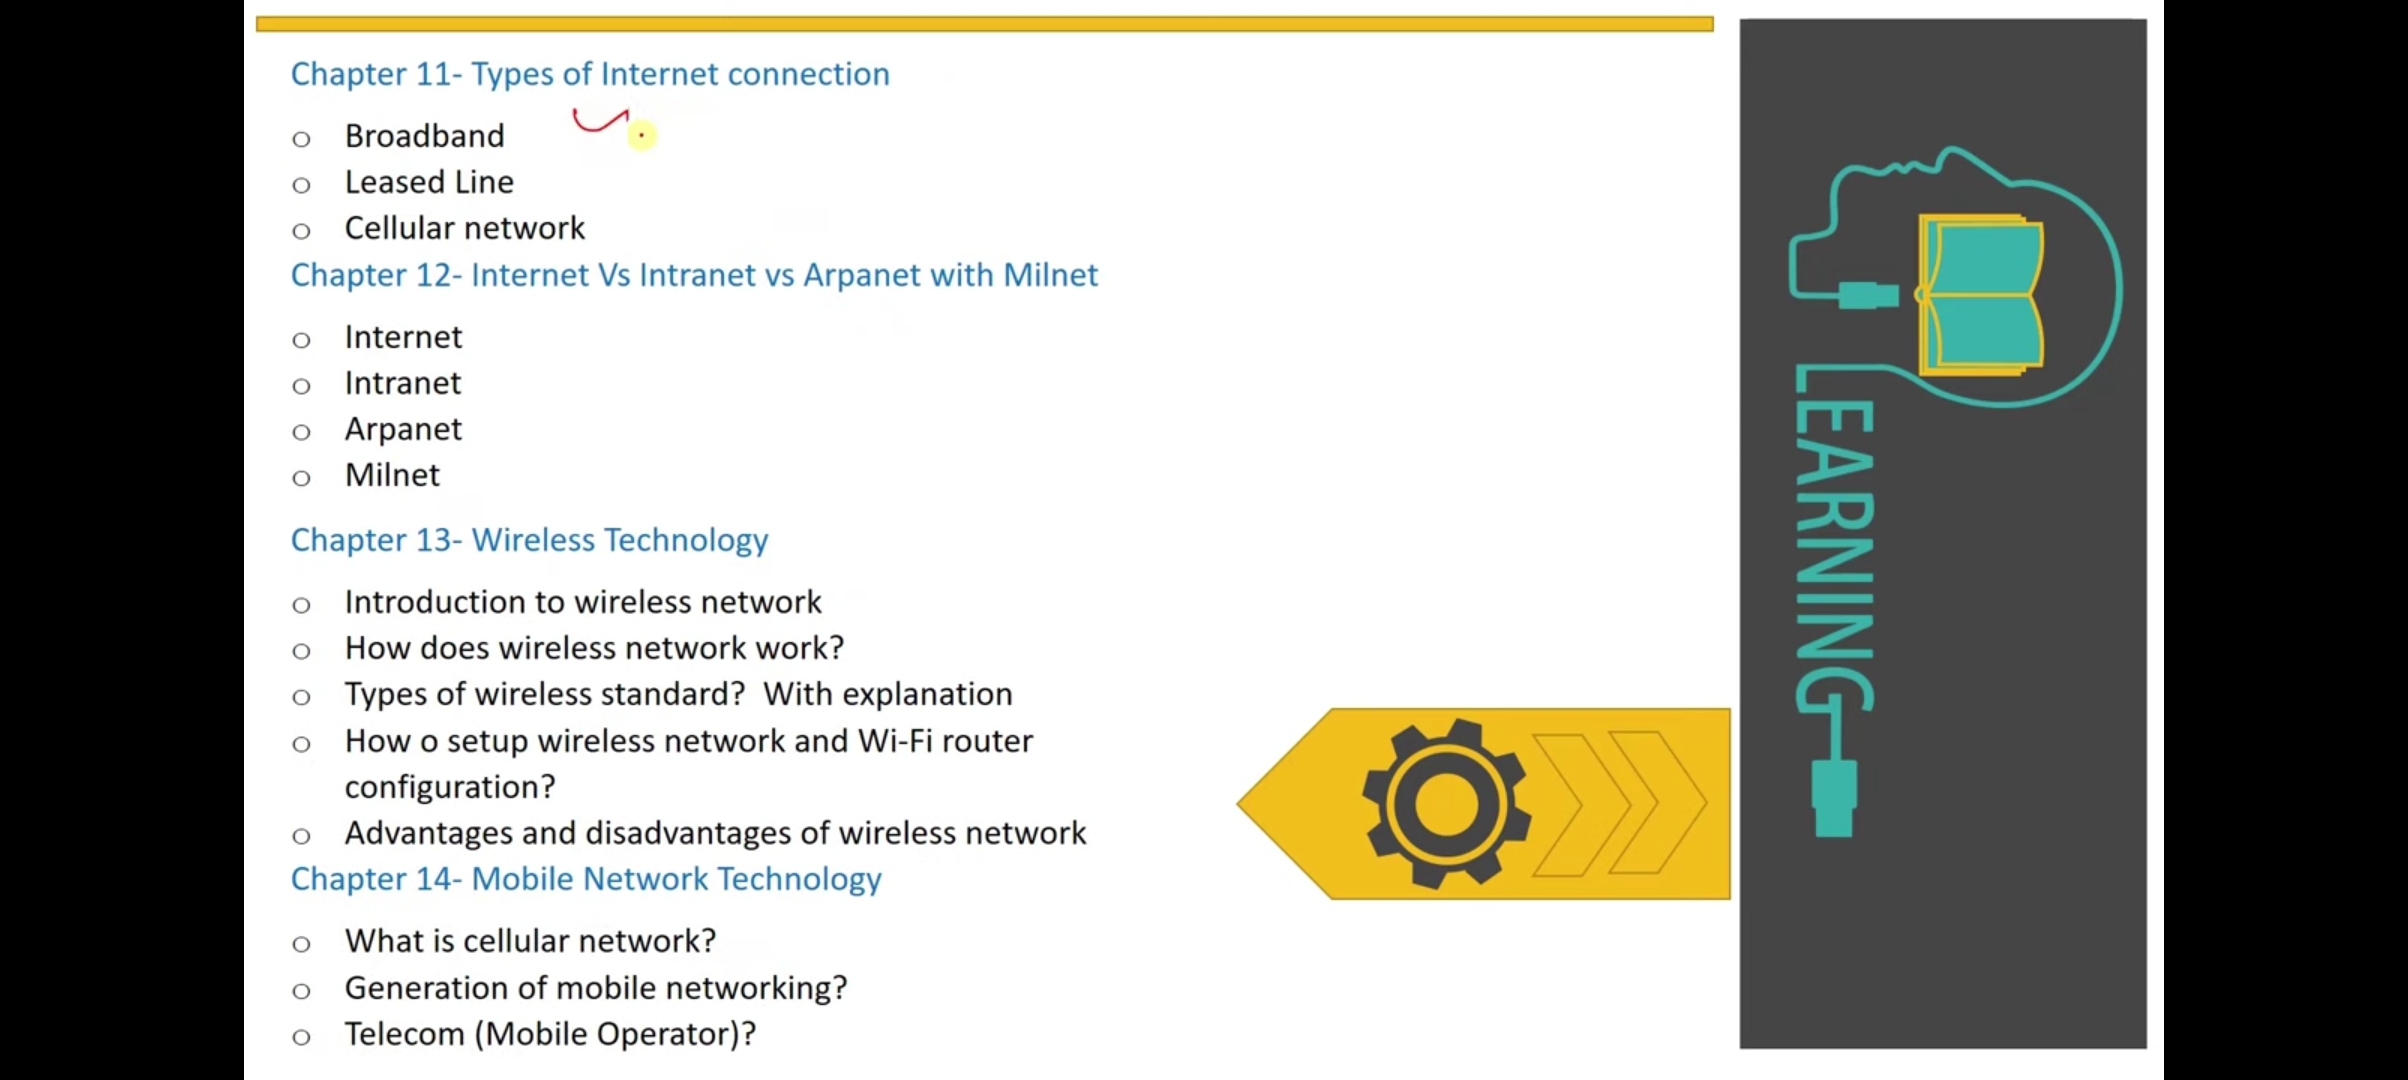 Chapter 11- Types of Internet connection
o Broadband
o Leased Line
o Cellular network
Chapter 12- Internet Vs Intranet vs Arpanet with Milnet
o Internet
o Intranet
o Arpanet
o Milnet
Chapter 13- Wireless Technology
o Introduction to wireless network
o How does wireless network work?
o Types of wireless standard?  With explanation
o How o setup wireless network and Wi-Fi router
configuration?
o Advantages and disadvantages of wireless network
Chapter 14- Mobile Network Technology
o What is cellular network?
o Generation of mobile networking?
o Telecom (Mobile Operator)?
LEARNING